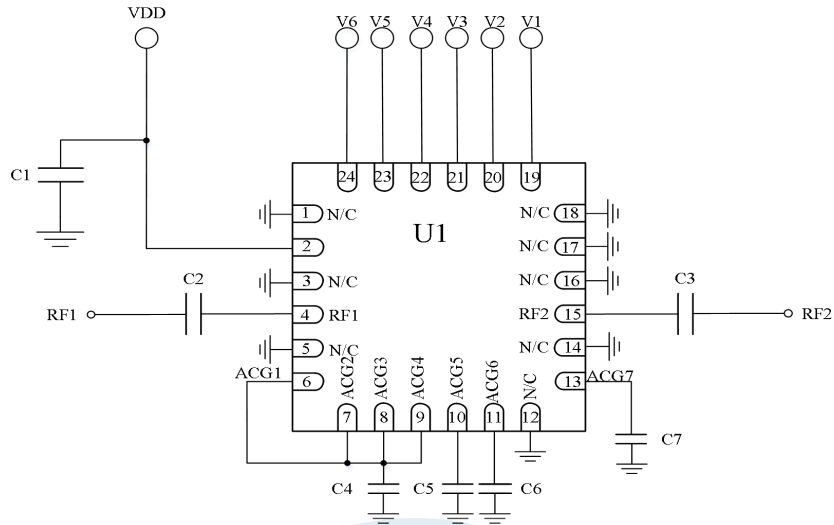 VDD
V6 V5 V4 V3 V2 V1
C1
24 23 22 21 20 19
1 N/C
N/C 18
U1
2
N/C 17
3 N/C
N/C 16
C2
C3
RF1
4 RF1
RF2 15
RF2
5 N/C
N/C 14
ACG1
6
ACG2
ACG3
ACG4
ACG5
ACG6
N/C
13 ACG7
7 8 9 10 11 12
C7
C4 C5 C6